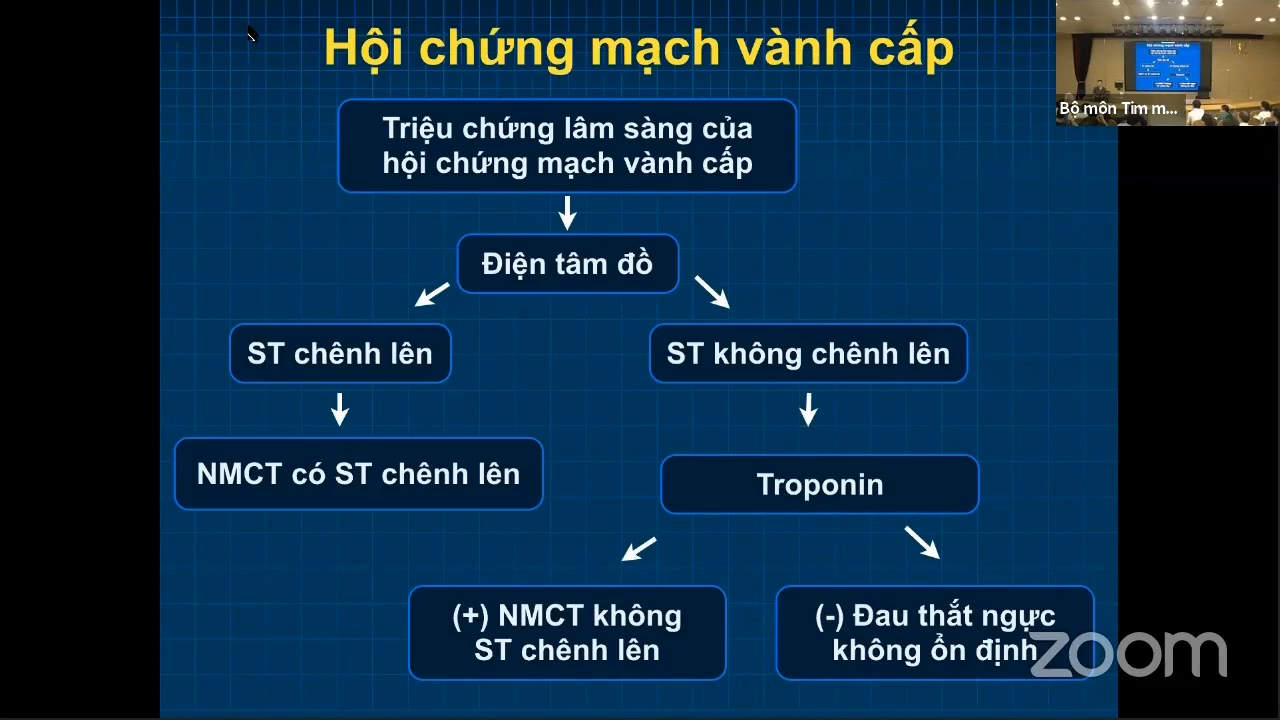 Hội chứng mạch vành cấp
Bộ môn Tim m...
Triệu chứng lâm sàng của
hội chứng mạch vành cấp
Điện tâm đồ
ST chênh lên
ST không chênh lên
NMCT có ST chênh lên
Troponin
(+) NMCT không
ST chênh lên
(-) Đau thắt ngực
không ổn định
zoom